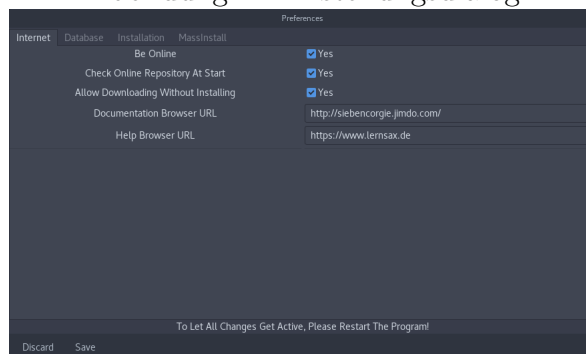 Preferences
Internet Database Installation MassInstall
Be Online Yes
Check Online Repository At Start Yes
Allow Downloading Without Installing Yes
Documentation Browser URL http://siebencorgie.jimdo.com/
Help Browser URL https://www.lernsax.de
To Let All Changes Get Active, Please Restart The Program!
Discard Save